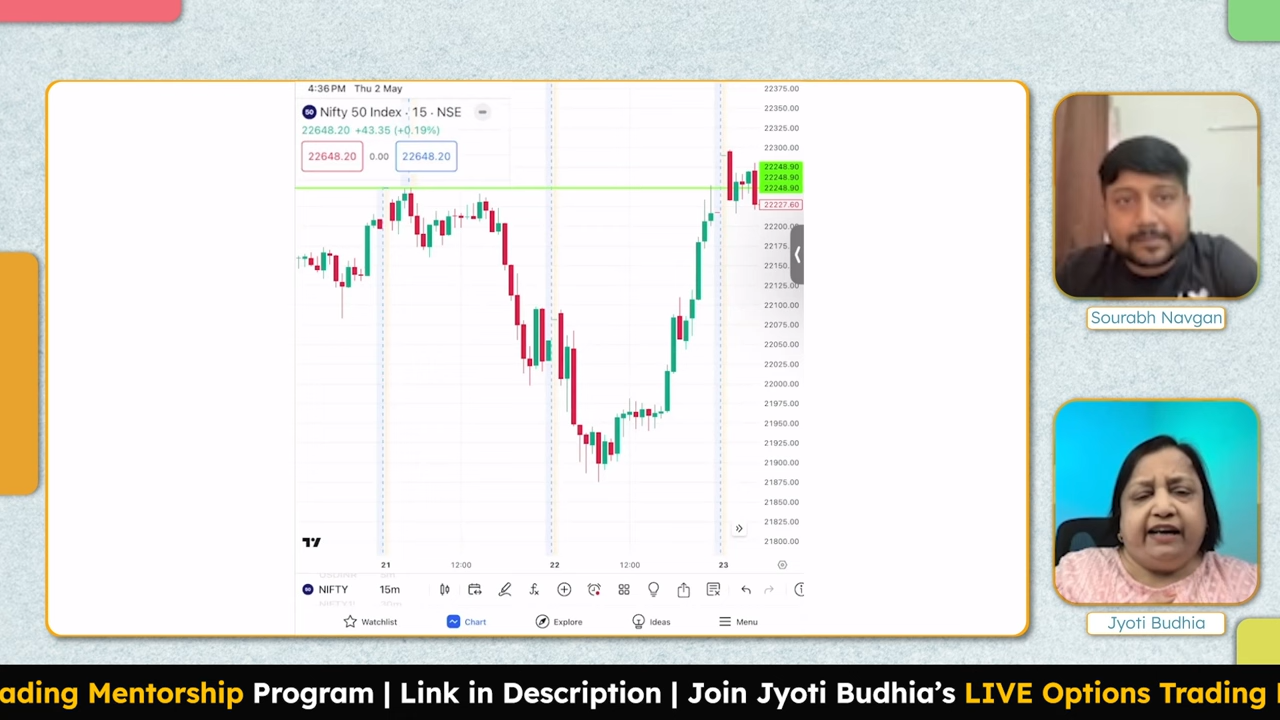 4:36 PM Thu 2 May
50 Nifty 50 Index · 15 · NSE
22648.20 +43.35 (+0.19%)
22648.20 0.00 22648.20
22375.00
22350.00
22325.00
22300.00
22248.90
22248.90
22248.90
22227.60
22200.00
22175.
22150.
22125.00
22100.00
22075.00
22050.00
22025.00
22000.00
21975.00
21950.00
21925.00
21900.00
21875.00
21850.00
21825.00
21800.00
21 12:00 22 12:00 23
50 NIFTY 15m
Watchlist Chart Explore Ideas Menu
Sourabh Navgan
Jyoti Budhia
ading Mentorship Program | Link in Description | Join Jyoti Budhia’s LIVE Options Trading